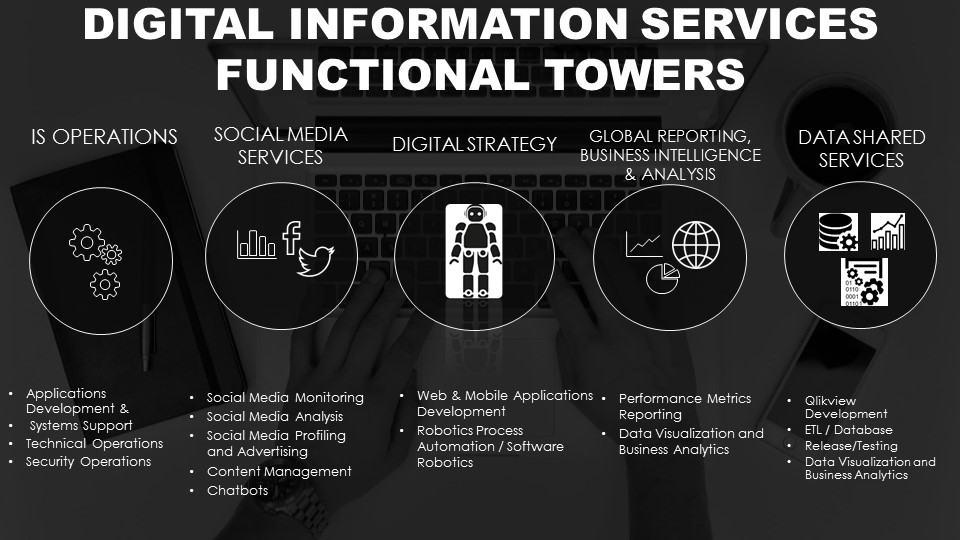 DIGITAL INFORMATION SERVICES
FUNCTIONAL TOWERS
IS OPERATIONS
SOCIAL MEDIA
SERVICES
DIGITAL STRATEGY
GLOBAL REPORTING,
BUSINESS INTELLIGENCE
& ANALYSIS
DATA SHARED
SERVICES
01
0110
0001
01101
• Applications
Development &
• Systems Support
• Technical Operations
• Security Operations
• Social Media Monitoring
• Social Media Analysis
• Social Media Profiling
and Advertising
• Content Management
• Chatbots
• Web & Mobile Applications
Development
• Robotics Process
Automation / Software
Robotics
• Performance Metrics
Reporting
• Data Visualization and
Business Analytics
• Qlikview
Development
• ETL / Database
• Release/Testing
• Data Visualization and
Business Analytics